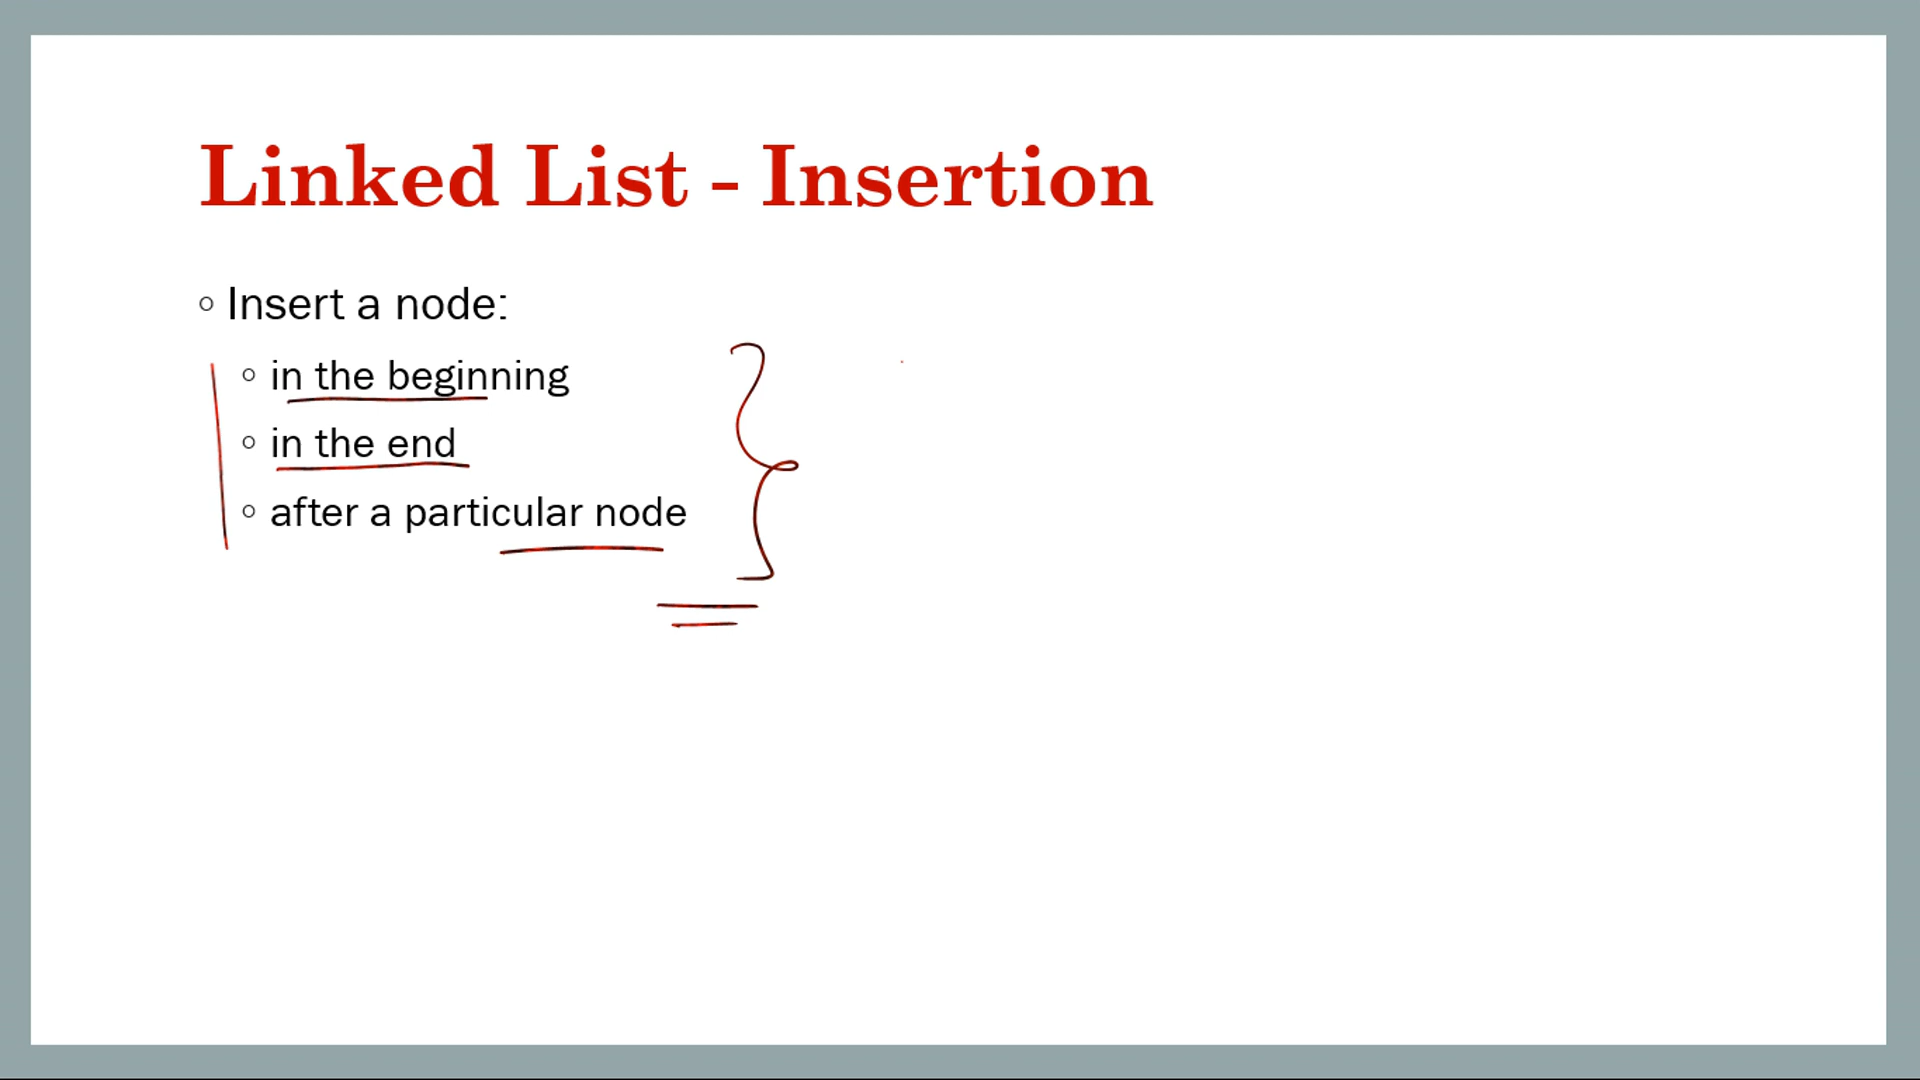 Linked List - Insertion
Insert a node:
in the beginning
in the end
after a particular node